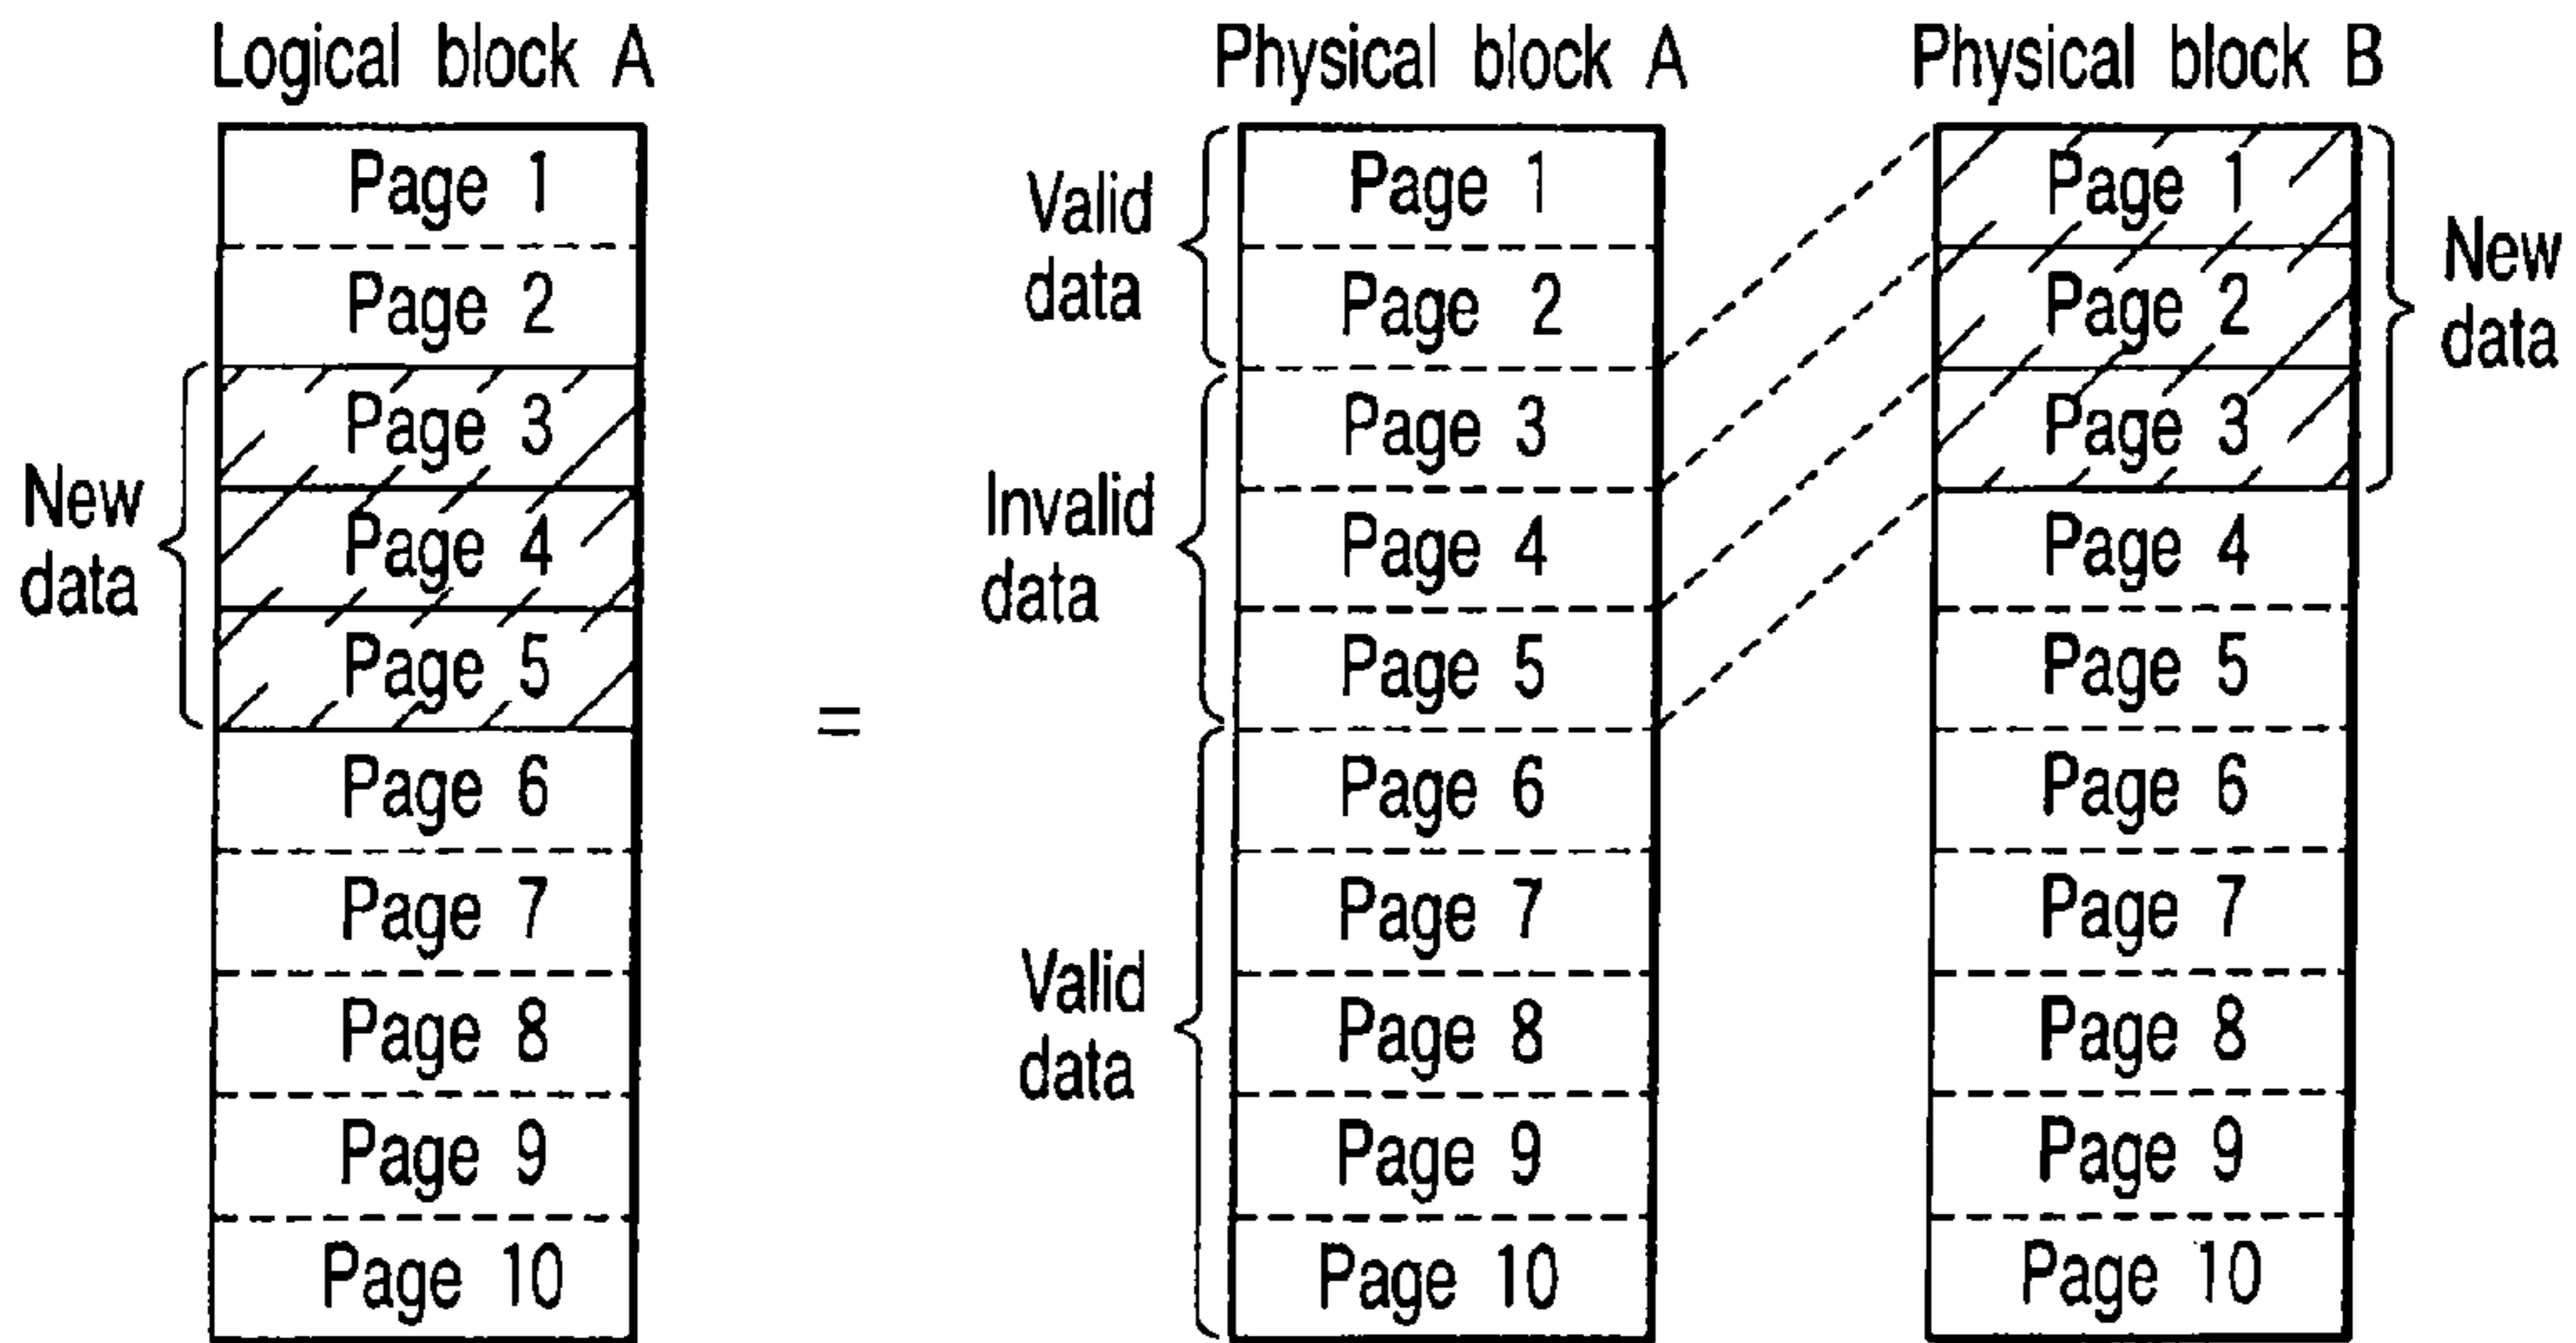 Logical block A
Page 1
Page 2
Page 3
Page 4
Page 5
Page 6
Page 7
Page 8
Page 9
Page 10
New
data
=
Physical block A
Valid
data
Invalid
data
Valid
data
Page 1
Page 2
Page 3
Page 4
Page 5
Page 6
Page 7
Page 8
Page 9
Page 10
Physical block B
Page 1
Page 2
Page 3
Page 4
Page 5
Page 6
Page 7
Page 8
Page 9
Page 10
New
data